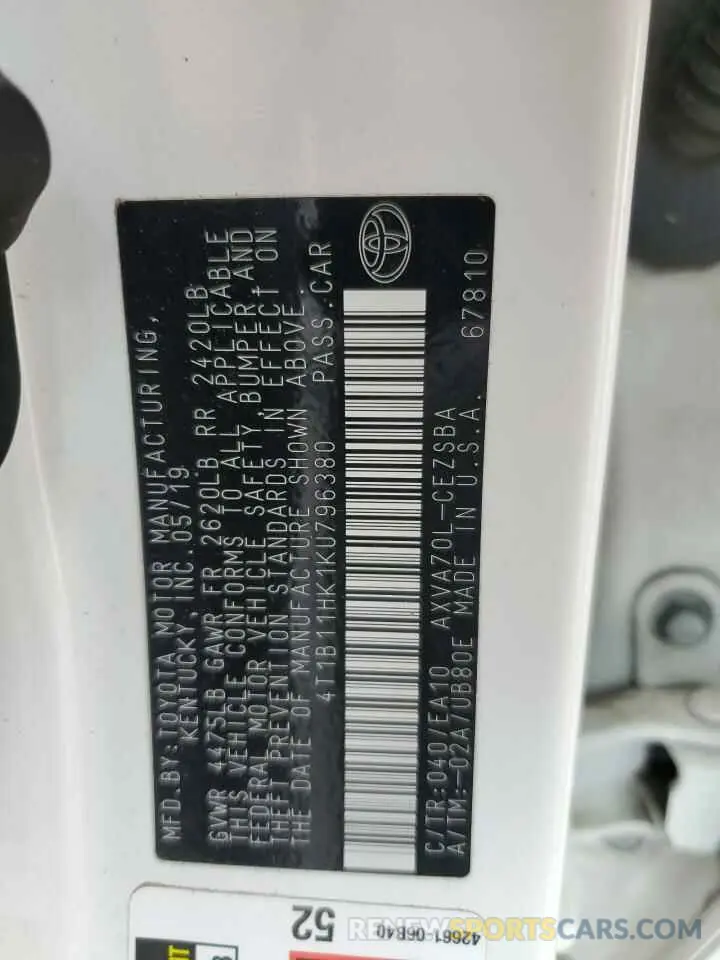 MFD. BY: TOYOTA MOTOR MANUFACTURING,
KENTUCKY, INC. 05/19
GVWR 4475LB GAWR FR 2620LB RR 2420LB
THIS VEHICLE CONFORMS TO ALL APPLICABLE
FEDERAL MOTOR VEHICLE SAFETY, BUMPER AND
THEFT PREVENTION STANDARDS IN EFFECT ON
THE DATE OF MANUFACTURE SHOWN ABOVE.
4T1B11HK1KU796380 PASS.CAR
C/TR:040/EA10 AXVA70L-CEZSBA
A/TM:-02A/UB80E MADE IN U.S.A. 67810
52
42661-06B40
RENEWSPORTSCARS.COM